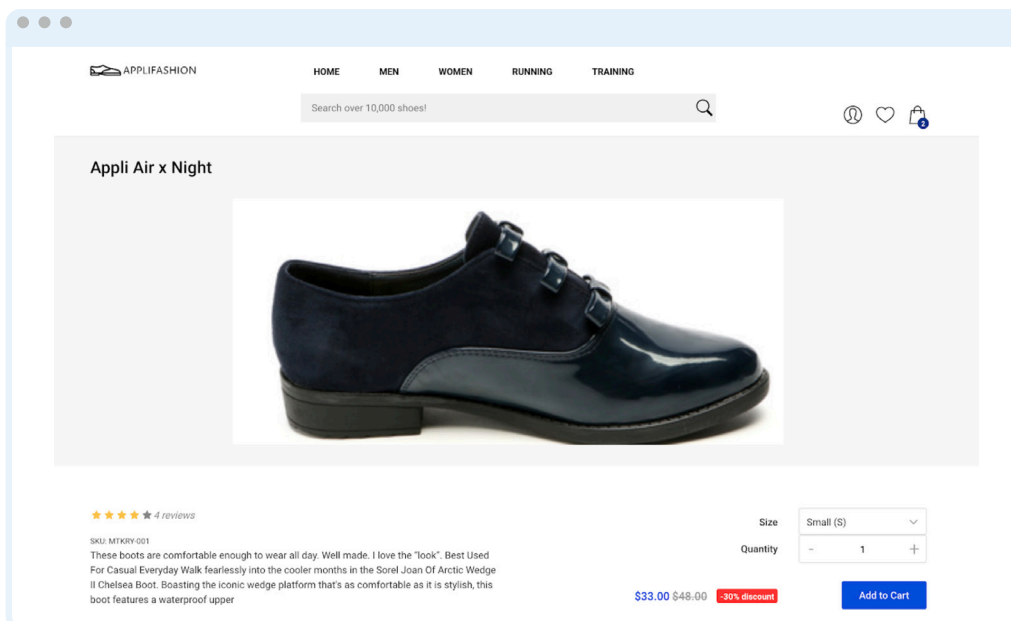 APPLIFASHION
HOME MEN WOMEN RUNNING TRAINING
Search over 10,000 shoes!
2
Appli Air x Night
4 reviews
SKU: MTKRY-001
These boots are comfortable enough to wear all day. Well made. I love the “look”. Best Used
For Casual Everyday Walk fearlessly into the cooler months in the Sorel Joan Of Arctic Wedge
II Chelsea Boot. Boasting the iconic wedge platform that's as comfortable as it is stylish, this
boot features a waterproof upper
Size Small (S)
Quantity - 1 +
$33.00 $48.00 -30% discount
Add to Cart